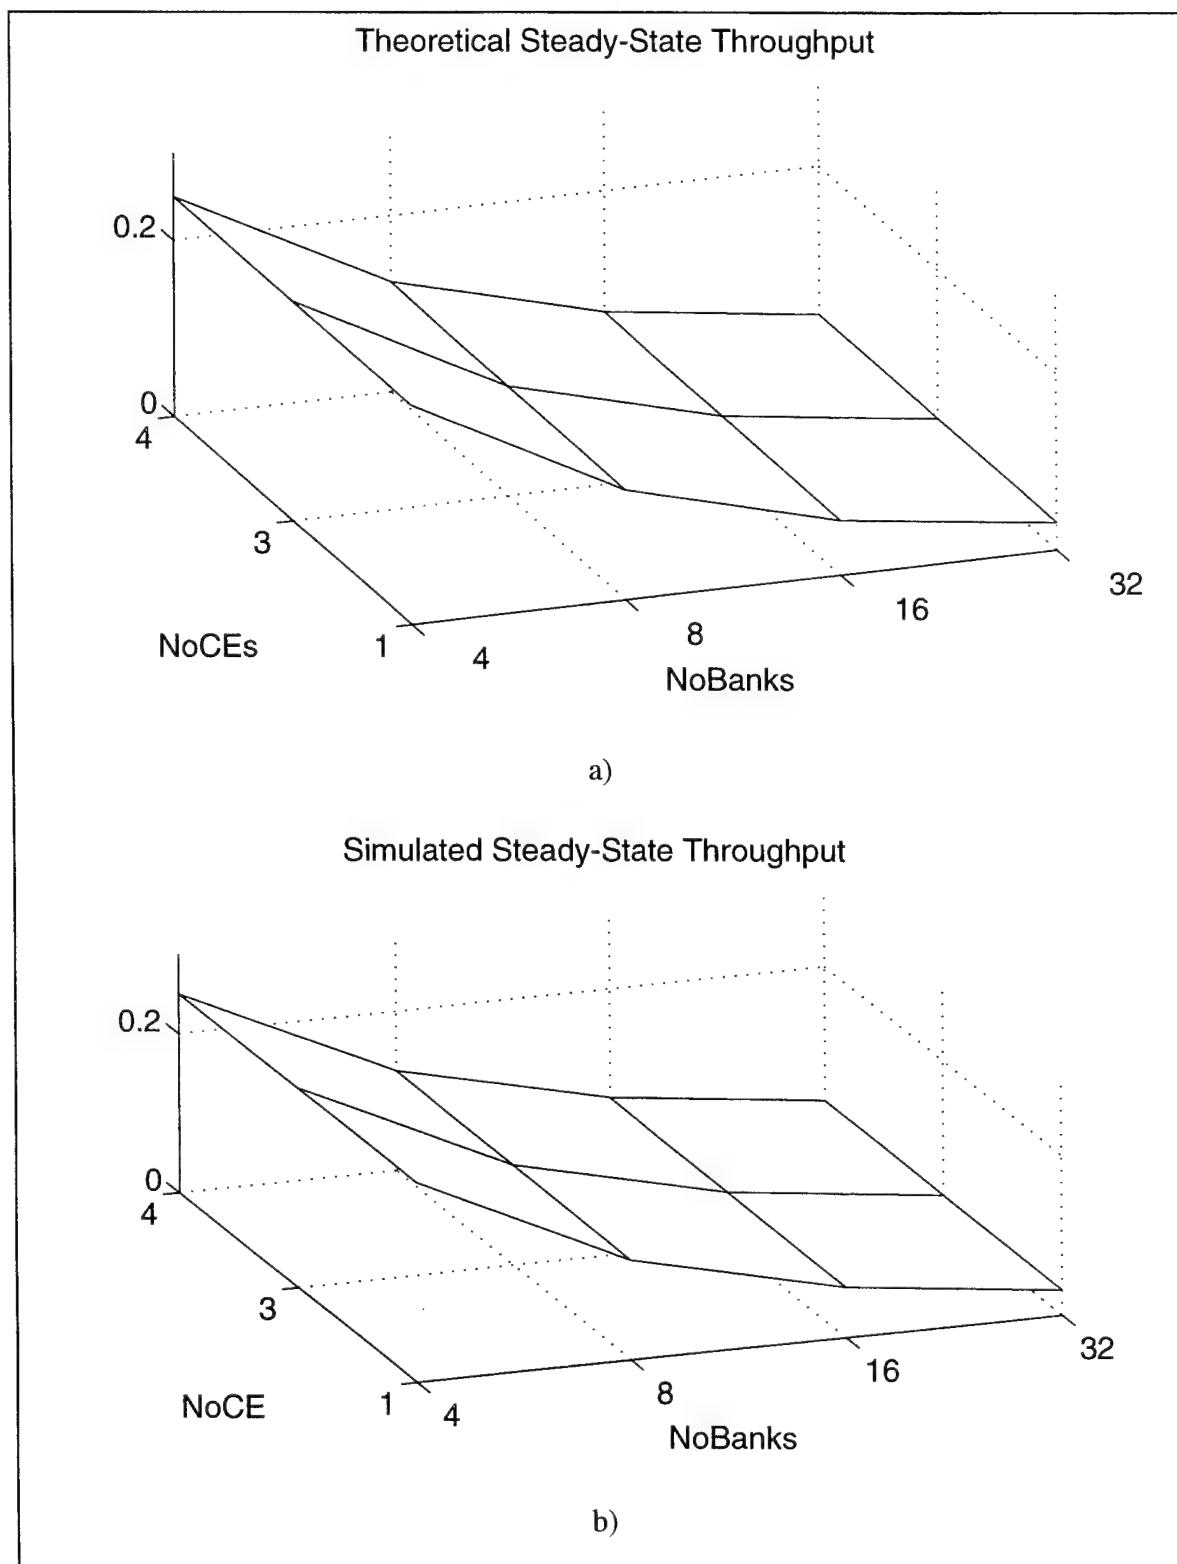 Theoretical Steady-State Throughput
0.2
0
4
3
1
NoCEs
4
8
16
32
NoBanks
a)
Simulated Steady-State Throughput
0.2
0
4
3
1
NoCE
4
8
16
32
NoBanks
b)